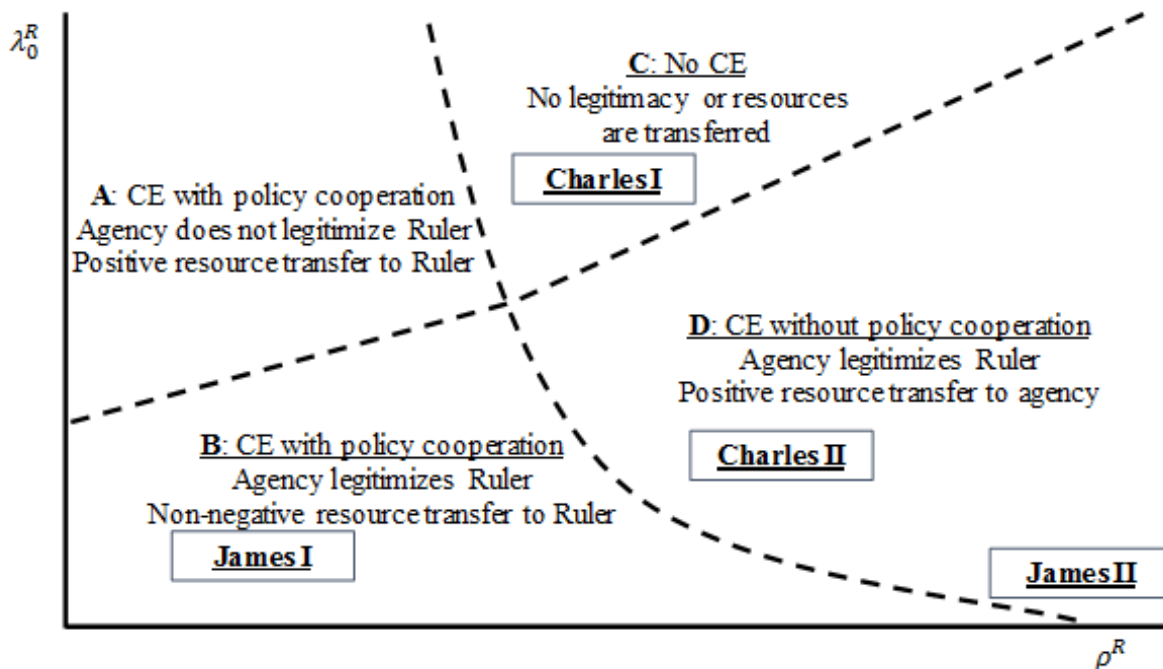 λ₀ᴿ
C: No CE
No legitimacy or resources
are transferred
Charles I
A: CE with policy cooperation
Agency does not legitimize Ruler
Positive resource transfer to Ruler
D: CE without policy cooperation
Agency legitimizes Ruler
Positive resource transfer to agency
Charles II
B: CE with policy cooperation
Agency legitimizes Ruler
Non-negative resource transfer to Ruler
James I
James II
ρᴿ